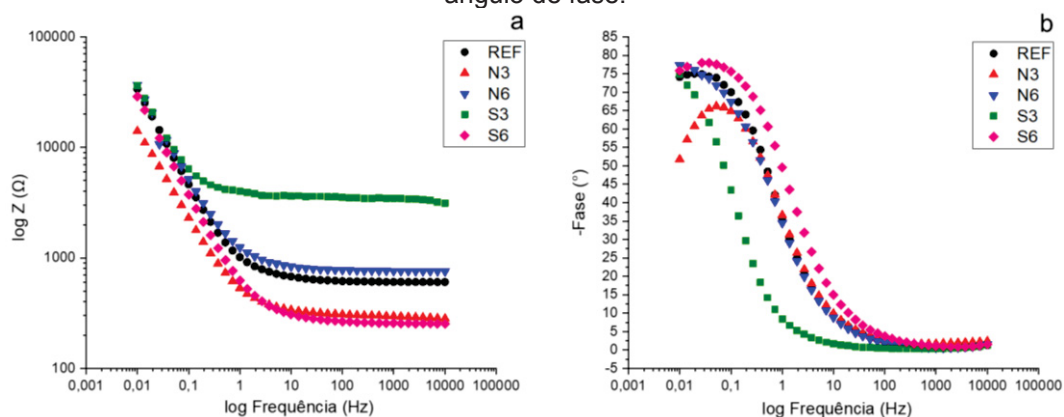 ângulo de fase.
a
100000
10000
1000
100
log Z (Ω)
0,001 0,01 0,1 1 10 100 1000 10000 100000
log Frequência (Hz)
REF
N3
N6
S3
S6
b
85
80
75
70
65
60
55
50
45
40
35
30
25
20
15
10
5
0
-5
-Fase (°)
0,001 0,01 0,1 1 10 100 1000 10000 100000
log Frequência (Hz)
REF
N3
N6
S3
S6